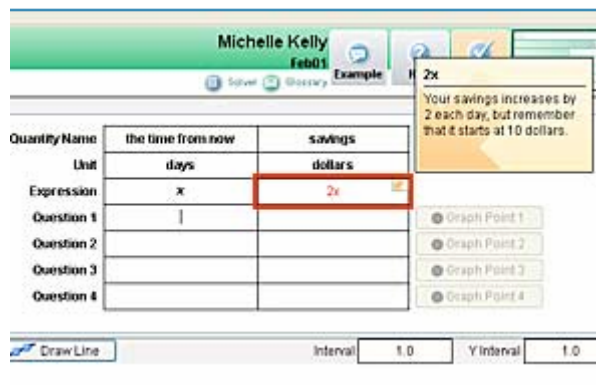 Michelle Kelly
Feb01
Solver Glossary Example
2x
Your savings increases by
2 each day, but remember
that it starts at 10 dollars.
Quantity Name the time from now savings
Unit days dollars
Expression x 2x
Question 1 Graph Point 1
Question 2 Graph Point 2
Question 3 Graph Point 3
Question 4 Graph Point 4
Draw Line Interval 1.0 Y Interval 1.0